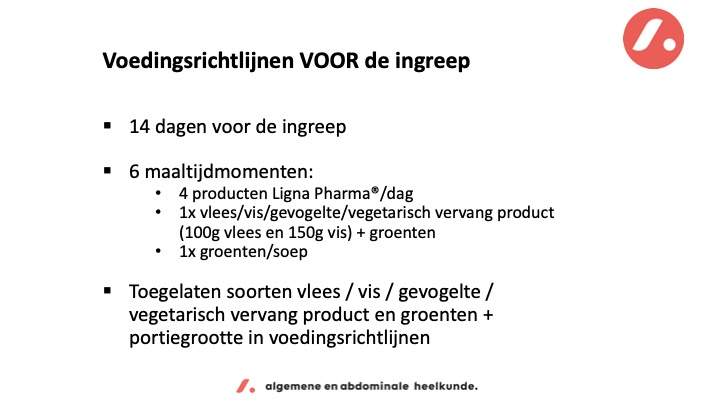 Voedingsrichtlijnen VOOR de ingreep
▪ 14 dagen voor de ingreep
▪ 6 maaltijdmomenten:
• 4 producten Ligna Pharma®/dag
• 1x vlees/vis/gevogelte/vegetarisch vervang product
(100g vlees en 150g vis) + groenten
• 1x groenten/soep
▪ Toegelaten soorten vlees / vis / gevogelte /
vegetarisch vervang product en groenten +
portiegrootte in voedingsrichtlijnen
algemene en abdominale heelkunde.